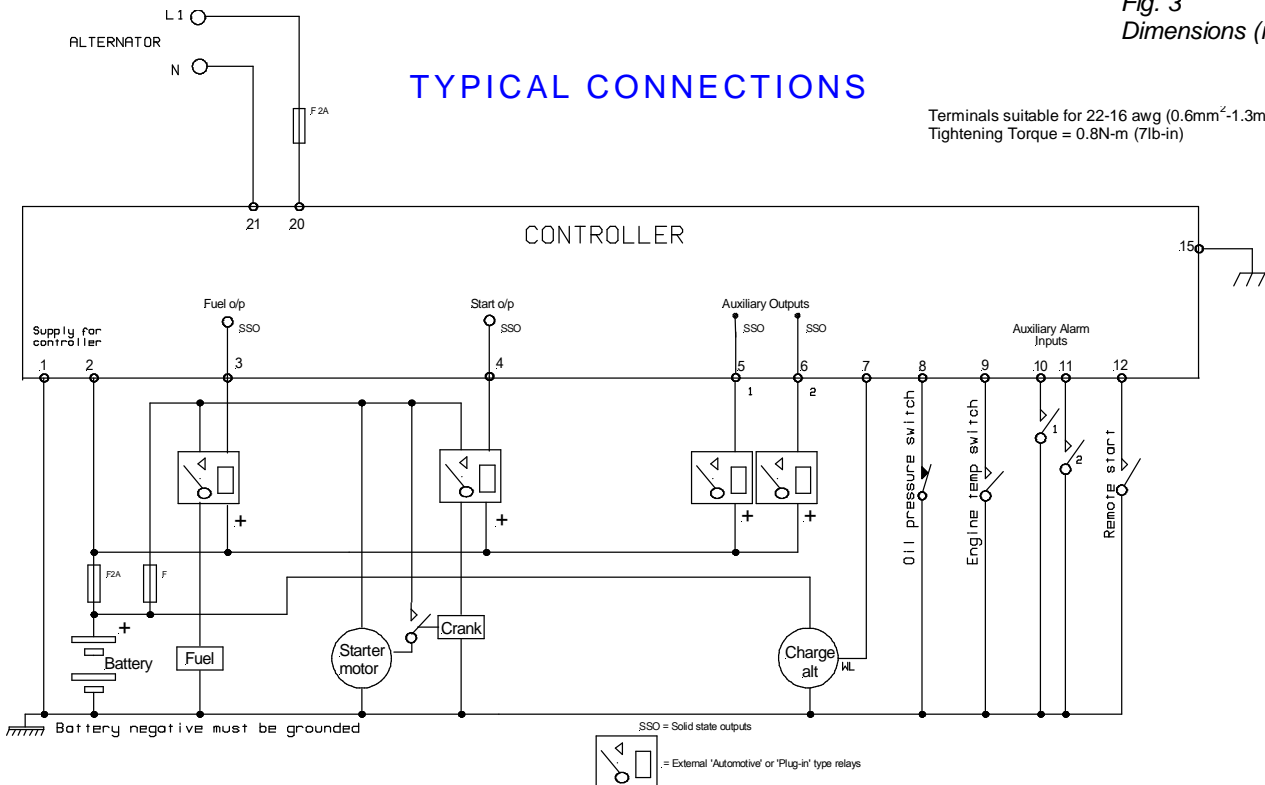 Fig. 3
Dimensions (
L1
ALTERNATOR
N
TYPICAL CONNECTIONS
F 2A
Terminals suitable for 22-16 awg (0.6mm²-1.3m
Tightening Torque = 0.8N-m (7lb-in)
21
20
CONTROLLER
15
Fuel o/p
Start o/p
Auxiliary Outputs
SSO
SSO
SSO
SSO
Supply for
controller
Auxiliary Alarm
Inputs
1
2
3
4
5
6
7
8
9
10
11
12
1
2
Oil pressure switch
Engine temp switch
1
2
Remote start
+
+
+
+
F2A
F
+
Battery
Fuel
Starter
motor
Crank
Charge
alt
WL
Battery negative must be grounded
SSO = Solid state outputs
= External 'Automotive' or 'Plug-in' type relays